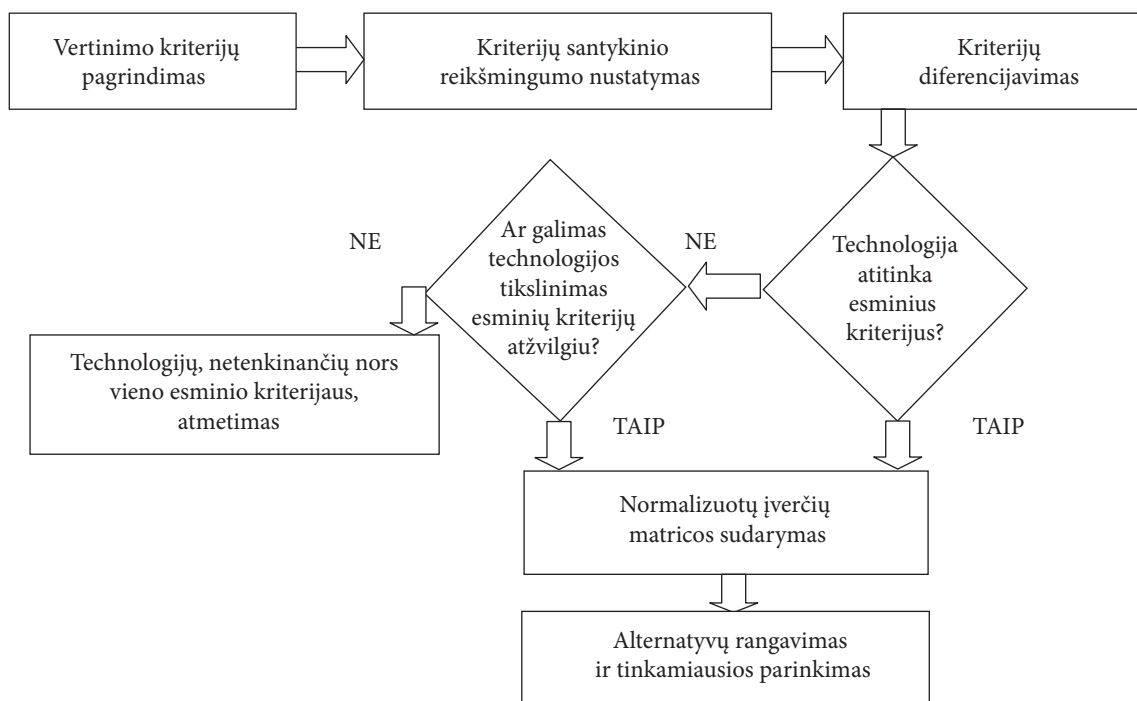 Vertinimo kriterijų
pagrindimas
Kriterijų santykinio
reikšmingumo nustatymas
Kriterijų
diferencijavimas
Technologija
atitinka
esminius
kriterijus?
NE
Ar galimas
technologijos
tikslinimas
esminių kriterijų
atžvilgiu?
NE
Technologijų, netenkinančių nors
vieno esminio kriterijaus,
atmetimas
TAIP
TAIP
Normalizuotų įverčių
matricos sudarymas
Alternatyvų rangavimas
ir tinkamiausios parinkimas